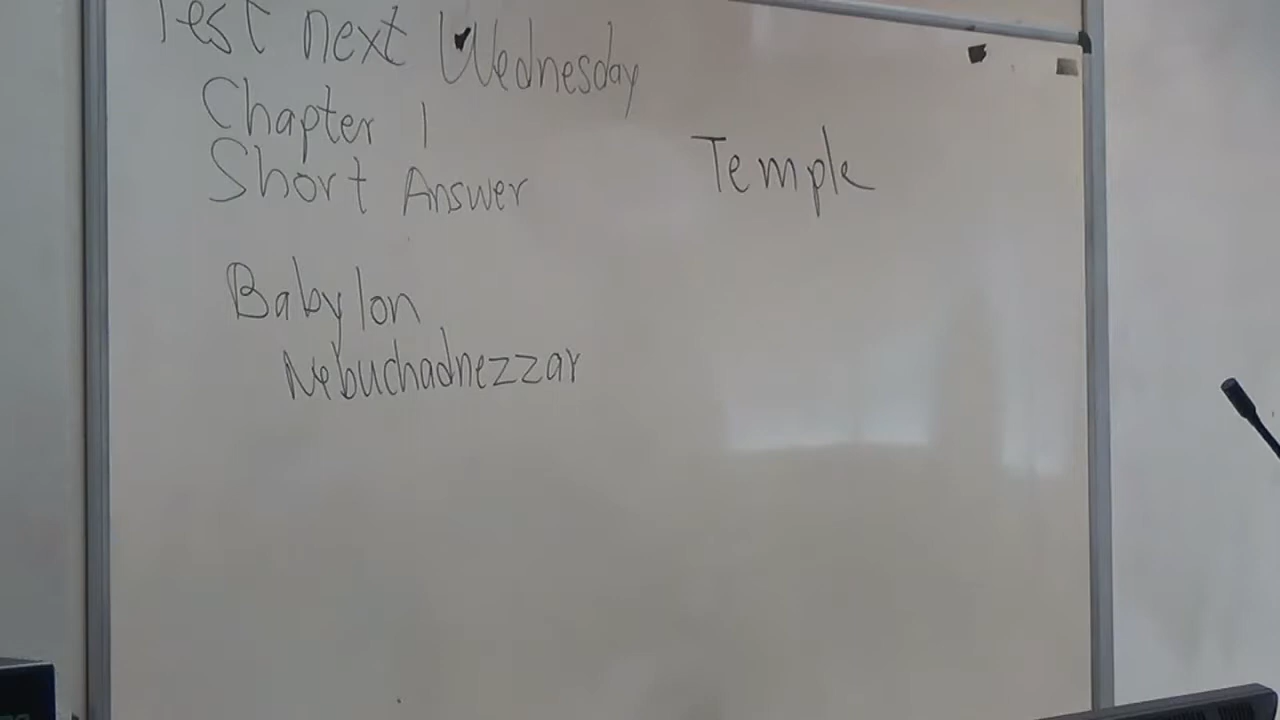 Test next Wednesday
Chapter 1
Short Answer
Temple
Babylon
Nebuchadnezzar